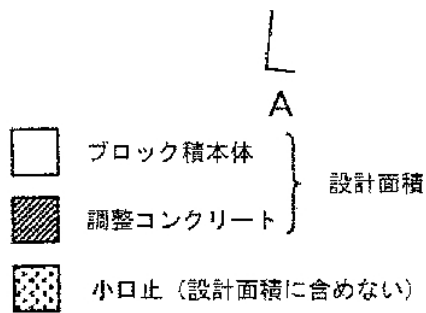 A
ブロック積本体
調整コンクリート
設計面積
小口止（設計面積に含めない）